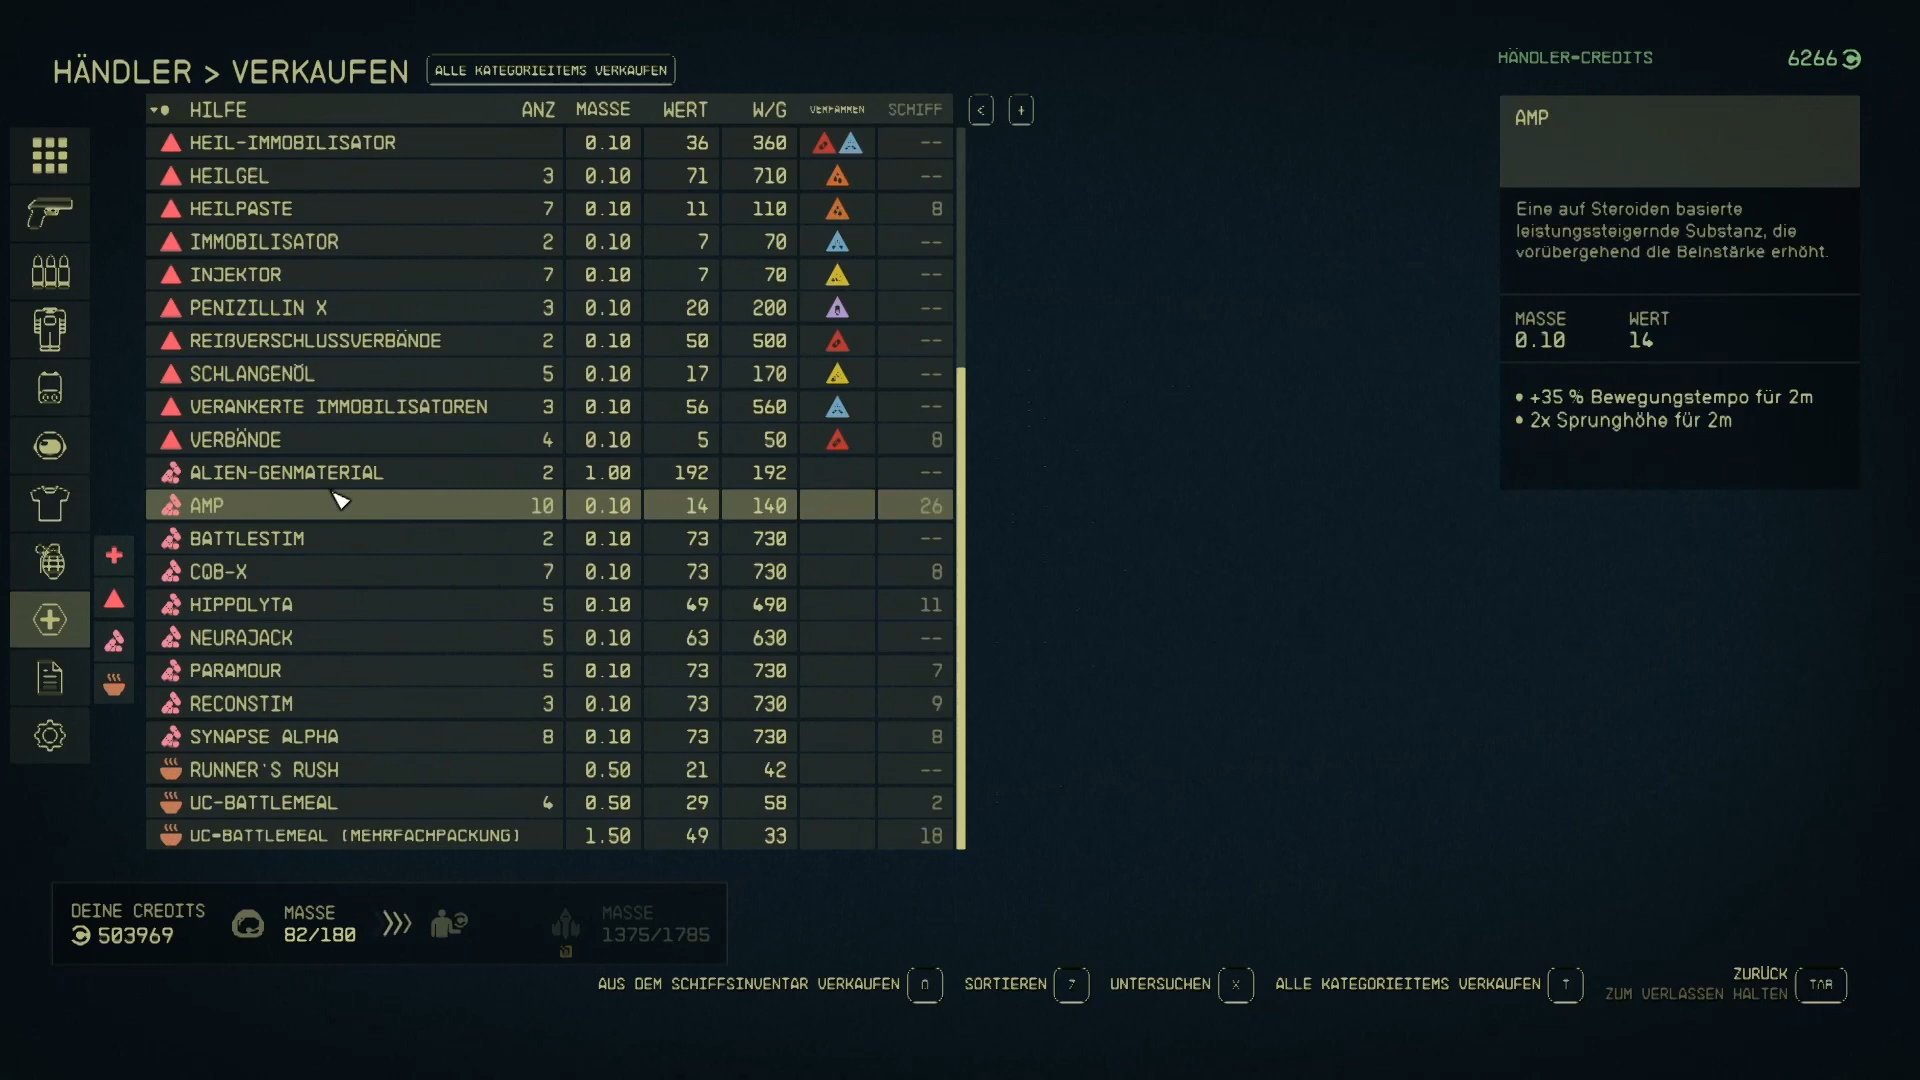 HÄNDLER > VERKAUFEN ALLE KATEGORIEITEMS VERKAUFEN
HÄNDLER-CREDITS 6266
HILFE ANZ MASSE WERT W/G SCHIFF < +
HEIL-IMMOBILISATOR 0.10 36 360 --
HEILGEL 3 0.10 71 710 --
HEILPASTE 7 0.10 11 110 8
IMMOBILISATOR 2 0.10 7 70 --
INJEKTOR 7 0.10 7 70 --
PENIZILLIN X 3 0.10 20 200 --
REIßVERSCHLUSSVERBÄNDE 2 0.10 50 500 --
SCHLANGENÖL 5 0.10 17 170 --
VERANKERTE IMMOBILISATOREN 3 0.10 56 560 --
VERBÄNDE 4 0.10 5 50 8
ALIEN-GENMATERIAL 2 1.00 192 192 --
AMP 10 0.10 14 140 26
BATTLESTIM 2 0.10 73 730 --
CQB-X 7 0.10 73 730 8
HIPPOLYTA 5 0.10 49 490 11
NEURAJACK 5 0.10 63 630 --
PARAMOUR 5 0.10 73 730 7
RECONSTIM 3 0.10 73 730 9
SYNAPSE ALPHA 8 0.10 73 730 8
RUNNER'S RUSH 0.50 21 42 --
UC-BATTLEMEAL 4 0.50 29 58 2
UC-BATTLEMEAL [MEHRFACHPACKUNG] 1.50 49 33 18
AMP
Eine auf Steroiden basierte
leistungssteigernde Substanz, die
vorübergehend die Beinstärke erhöht.
MASSE WERT
0.10 14
• +35 % Bewegungstempo für 2m
• 2x Sprunghöhe für 2m
DEINE CREDITS
503969
MASSE
82/180
MASSE
1375/1785
AUS DEM SCHIFFSINVENTAR VERKAUFEN SORTIEREN Z UNTERSUCHEN X ALLE KATEGORIEITEMS VERKAUFEN T
ZURÜCK
ZUM VERLASSEN HALTEN TAB